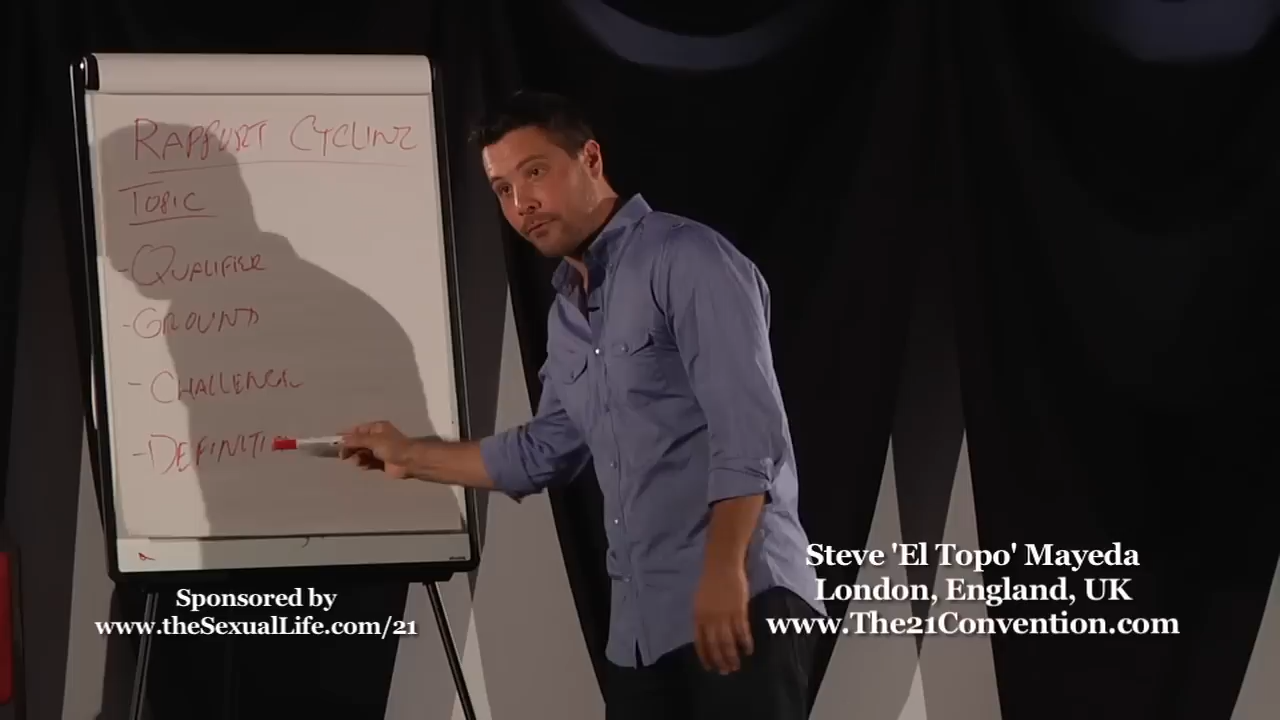 RAPPORT CYCLING
TOPIC
-QUALIFIER
-GROUND
-CHALLENGE
-DEFINITI
Steve 'El Topo' Mayeda
London, England, UK
www.The21Convention.com
Sponsored by
www.theSexualLife.com/21